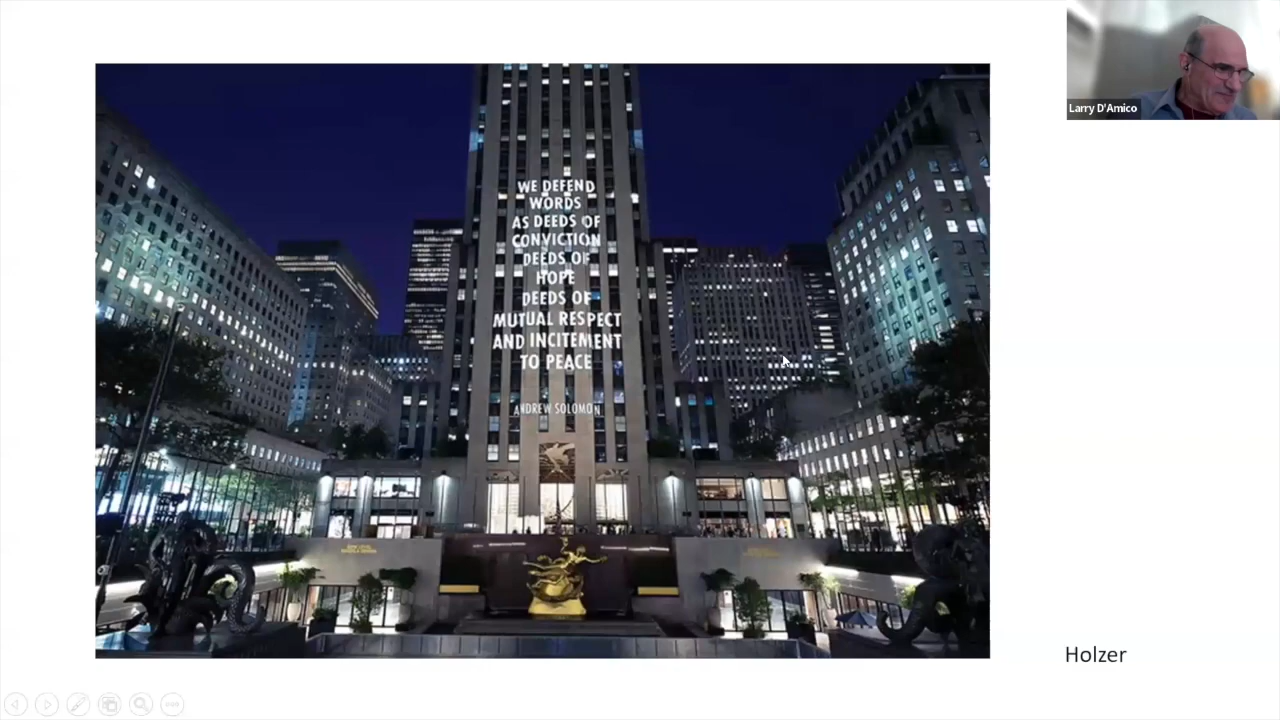 Larry D'Amico
WE DEFEND
WORDS
AS DEEDS OF
CONVICTION
DEEDS OF
HOPE
DEEDS OF
MUTUAL RESPECT
AND INCITEMENT
TO PEACE
ANDREW SOLOMON
Holzer